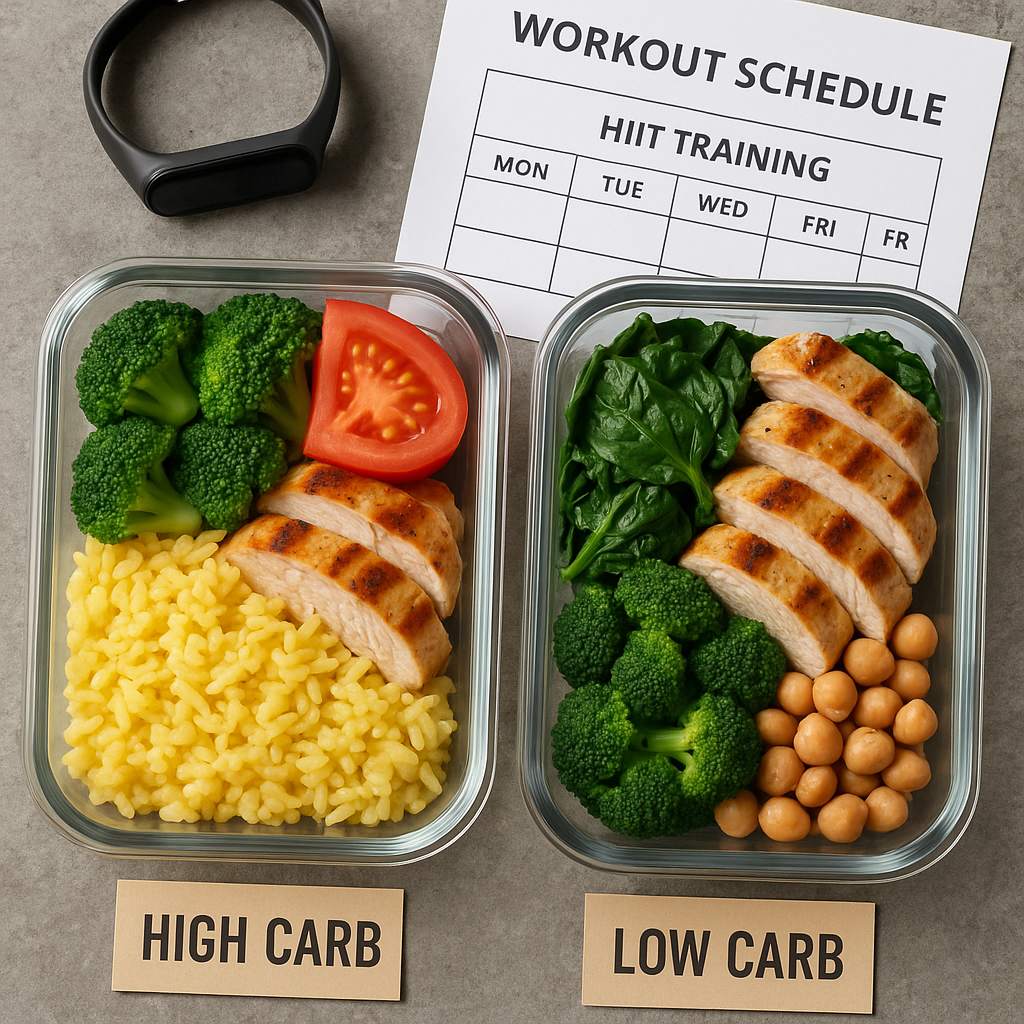 WORKOUT SCHEDULE
HIIT TRAINING
MON TUE WED FRI FR
HIGH CARB
LOW CARB